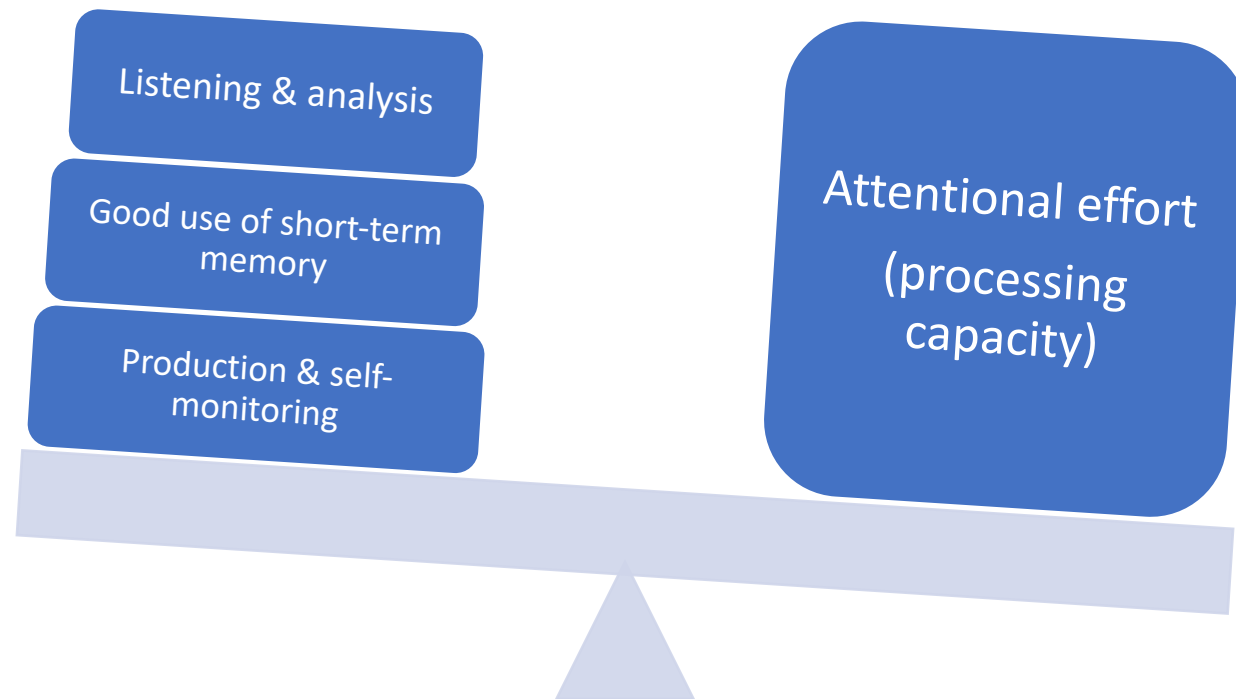 Listening & analysis
Good use of short-term
memory
Production & self-
monitoring
Attentional effort
(processing
capacity)